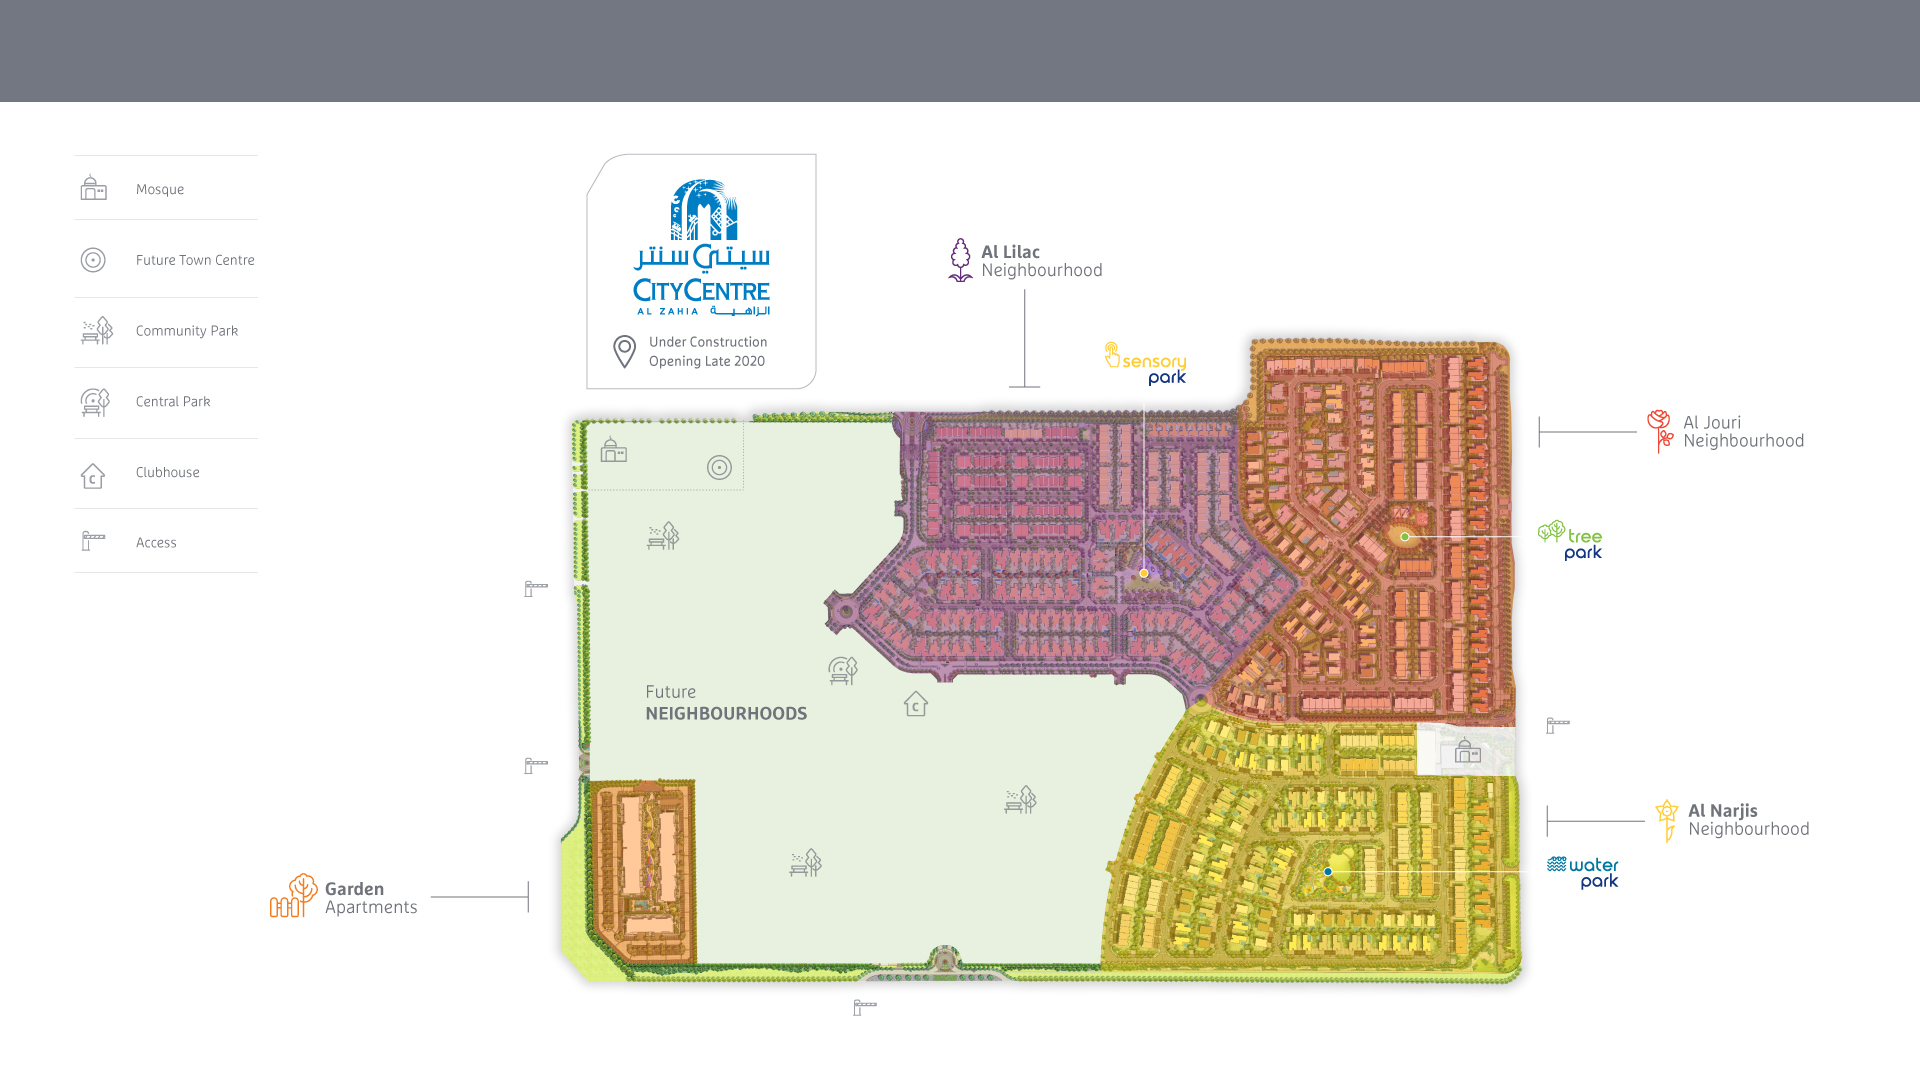 Mosque
Future Town Centre
Community Park
Central Park
Clubhouse
C
Access
سيتي سنتر
CITY CENTRE
AL ZAHIA الزاهية
Under Construction
Opening Late 2020
Al Lilac
Neighbourhood
sensory
park
Al Jouri
Neighbourhood
tree
park
Future
NEIGHBOURHOODS
C
Al Narjis
Neighbourhood
water
park
Garden
Apartments